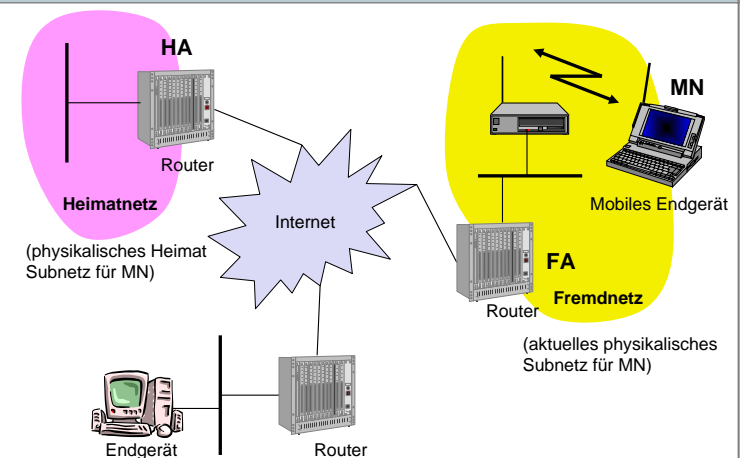 HA
Router
Heimatnetz
(physikalisches Heimat
Subnetz für MN)
Internet
MN
Mobiles Endgerät
FA
Router
Fremdnetz
(aktuelles physikalisches
Subnetz für MN)
Endgerät
Router